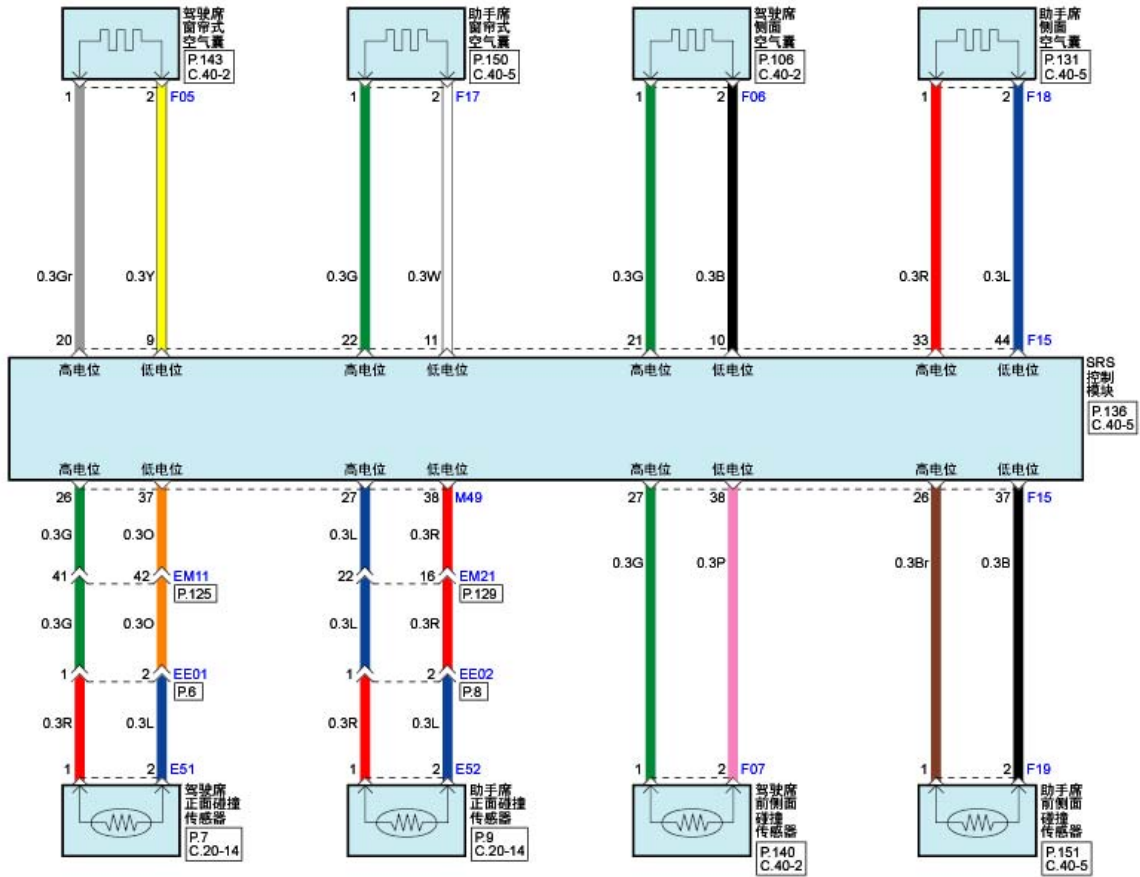 驾驶席
窗帘式
空气囊
P.143
C.40-2
助手席
窗帘式
空气囊
P.150
C.40-5
驾驶席
侧面
空气囊
P.106
C.40-2
助手席
侧面
空气囊
P.131
C.40-5
1 2 F05 1 2 F17 1 2 F06 1 2 F18
0.3Gr 0.3Y 0.3G 0.3W 0.3G 0.3B 0.3R 0.3L
20 9 22 11 21 10 33 44 F15
高电位 低电位 高电位 低电位 高电位 低电位 高电位 低电位
SRS
控制
模块
P.136
C.40-5
高电位 低电位 高电位 低电位 高电位 低电位 高电位 低电位
26 37 27 38 M49 27 38 26 37 F15
0.3G 0.3O 0.3L 0.3R 0.3G 0.3P 0.3Br 0.3B
41 42 EM11 22 16 EM21
P.125 P.129
0.3G 0.3O 0.3L 0.3R
1 2 EE01 1 2 EE02
P.6 P.8
0.3R 0.3L 0.3R 0.3L
1 2 E51 1 2 E52 1 2 F07 1 2 F19
驾驶席
正面碰撞
传感器
P.7
C.20-14
助手席
正面碰撞
传感器
P.9
C.20-14
驾驶席
前侧面
碰撞
传感器
P.140
C.40-2
助手席
前侧面
碰撞
传感器
P.151
C.40-5